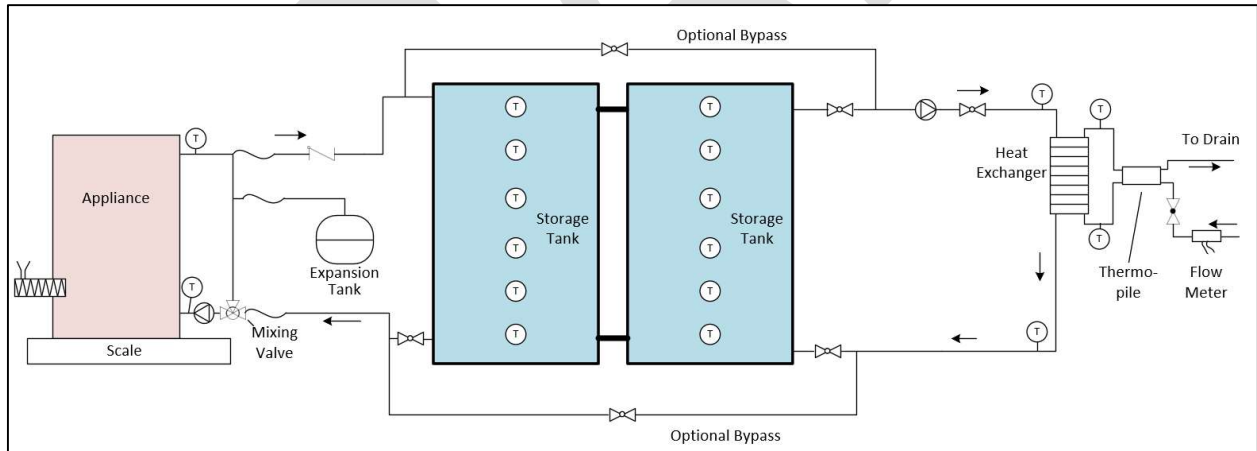 Optional Bypass
T
T
T
T
T
T
To Drain
Heat
Exchanger
T
T
Appliance
T
T
T
Storage
Tank
T
T
Storage
Tank
Expansion
Tank
T
T
T
T
T
Thermo-
pile
Flow
Meter
T
T
T
Mixing
Valve
Scale
Optional Bypass